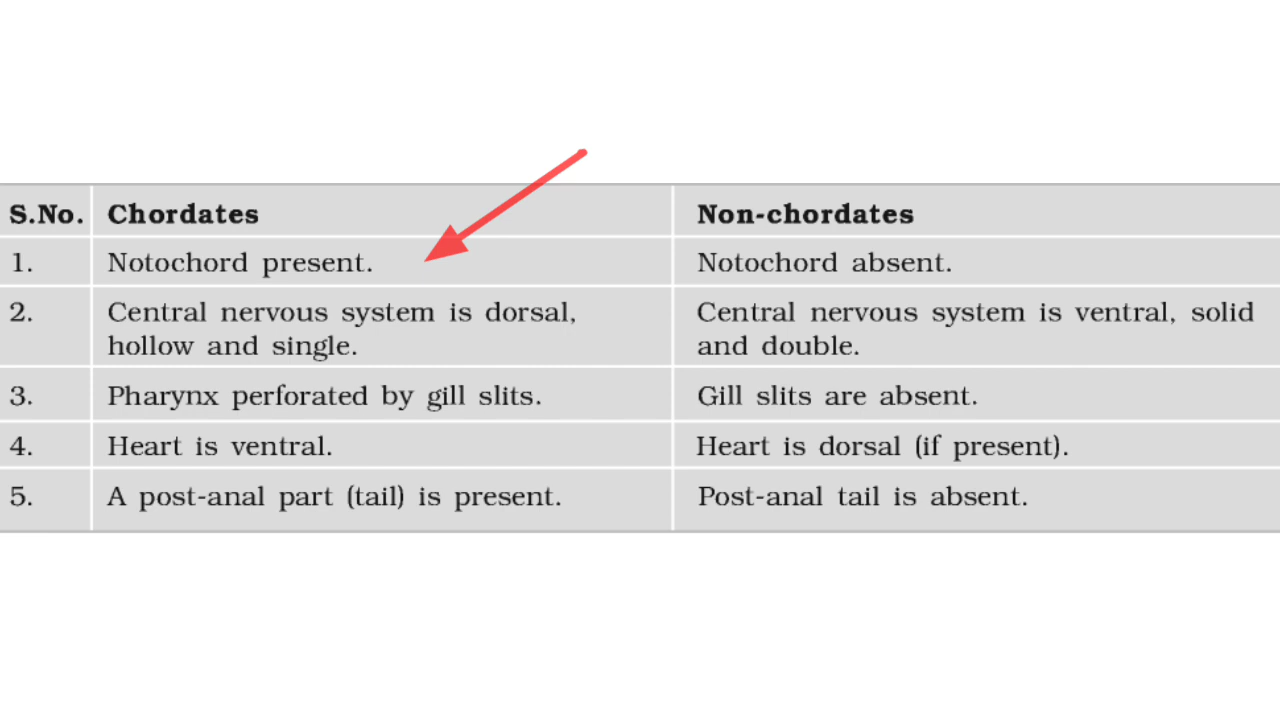 S.No. Chordates Non-chordates
1. Notochord present. Notochord absent.
2. Central nervous system is dorsal, Central nervous system is ventral, solid
hollow and single. and double.
3. Pharynx perforated by gill slits. Gill slits are absent.
4. Heart is ventral. Heart is dorsal (if present).
5. A post-anal part (tail) is present. Post-anal tail is absent.